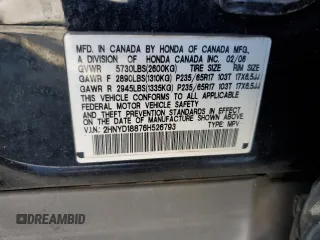 MFD. IN CANADA BY HONDA OF CANADA MFG.,
A DIVISION OF HONDA CANADA INC. 02/06
GVWR 5730LBS(2600KG) TIRE SIZE RIM SIZE
GAWR F 2890LBS(1310KG) P235/65R17 103T 17X6.5JJ
GAWR R 2945LBS(1335KG) P235/65R17 103T 17X6.5JJ
THIS VEHICLE CONFORMS TO ALL APPLICABLE
FEDERAL MOTOR VEHICLE SAFETY
AND THEFT PREVENTION STANDARDS IN EFFECT
ON THE DATE OF MANUFACTURE SHOWN ABOVE.
V.I.N.: 2HNYD18876H526793 TYPE: MPV
DREAMBID